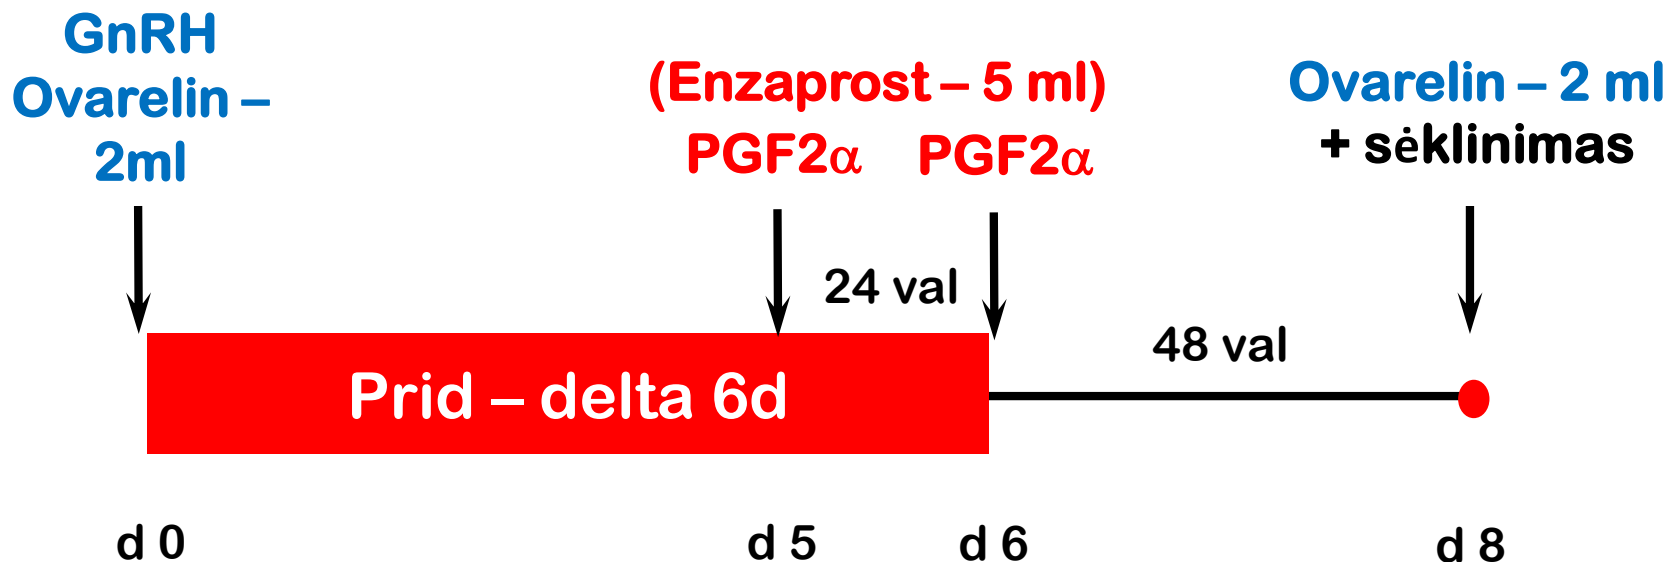 GnRH
Ovarelin –
2ml
(Enzaprost – 5 ml)
PGF2α PGF2α
Ovarelin – 2 ml
+ sėklinimas
24 val
48 val
Prid – delta 6d
d 0
d 5
d 6
d 8